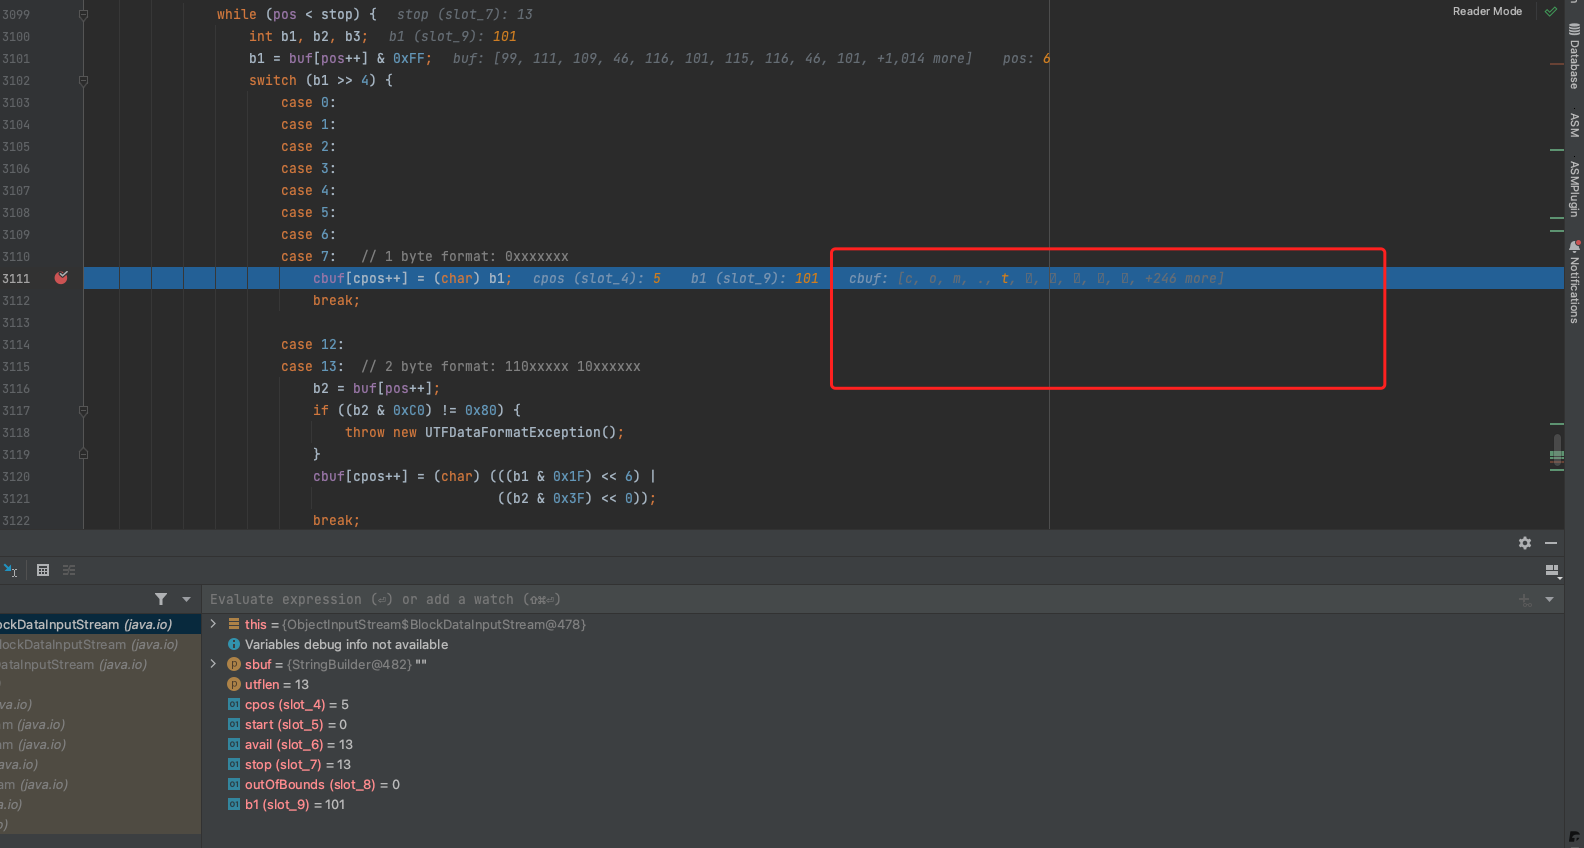 3099 while (pos < stop) { stop (slot_7): 13
3100 int b1, b2, b3; b1 (slot_9): 101
3101 b1 = buf[pos++] & 0xFF; buf: [99, 111, 109, 46, 116, 101, 115, 116, 46, 101, +1,014 more] pos: 6
3102 switch (b1 >> 4) {
3103 case 0:
3104 case 1:
3105 case 2:
3106 case 3:
3107 case 4:
3108 case 5:
3109 case 6:
3110 case 7: // 1 byte format: 0xxxxxxx
3111 cbuf[cpos++] = (char) b1; cpos (slot_4): 5 b1 (slot_9): 101 cbuf: [c, o, m, ., t, , , , , , +246 more]
3112 break;
3113
3114 case 12:
3115 case 13: // 2 byte format: 110xxxxx 10xxxxxx
3116 b2 = buf[pos++];
3117 if ((b2 & 0xC0) != 0x80) {
3118 throw new UTFDataFormatException();
3119 }
3120 cbuf[cpos++] = (char) (((b1 & 0x1F) << 6) |
3121 ((b2 & 0x3F) << 0));
3122 break;
Reader Mode
Database
ASM
ASMPlugin
Notifications
Evaluate expression (⏎) or add a watch (⇧⌘⏎)
ockDataInputStream (java.io)
lockDataInputStream (java.io)
DataInputStream (java.io)
va.io)
m (java.io)
am (java.io)
ava.io)
am (java.io)
a.io)
o)
this = {ObjectInputStream$BlockDataInputStream@478}
Variables debug info not available
sbuf = {StringBuilder@482} ""
utflen = 13
cpos (slot_4) = 5
start (slot_5) = 0
avail (slot_6) = 13
stop (slot_7) = 13
outOfBounds (slot_8) = 0
b1 (slot_9) = 101